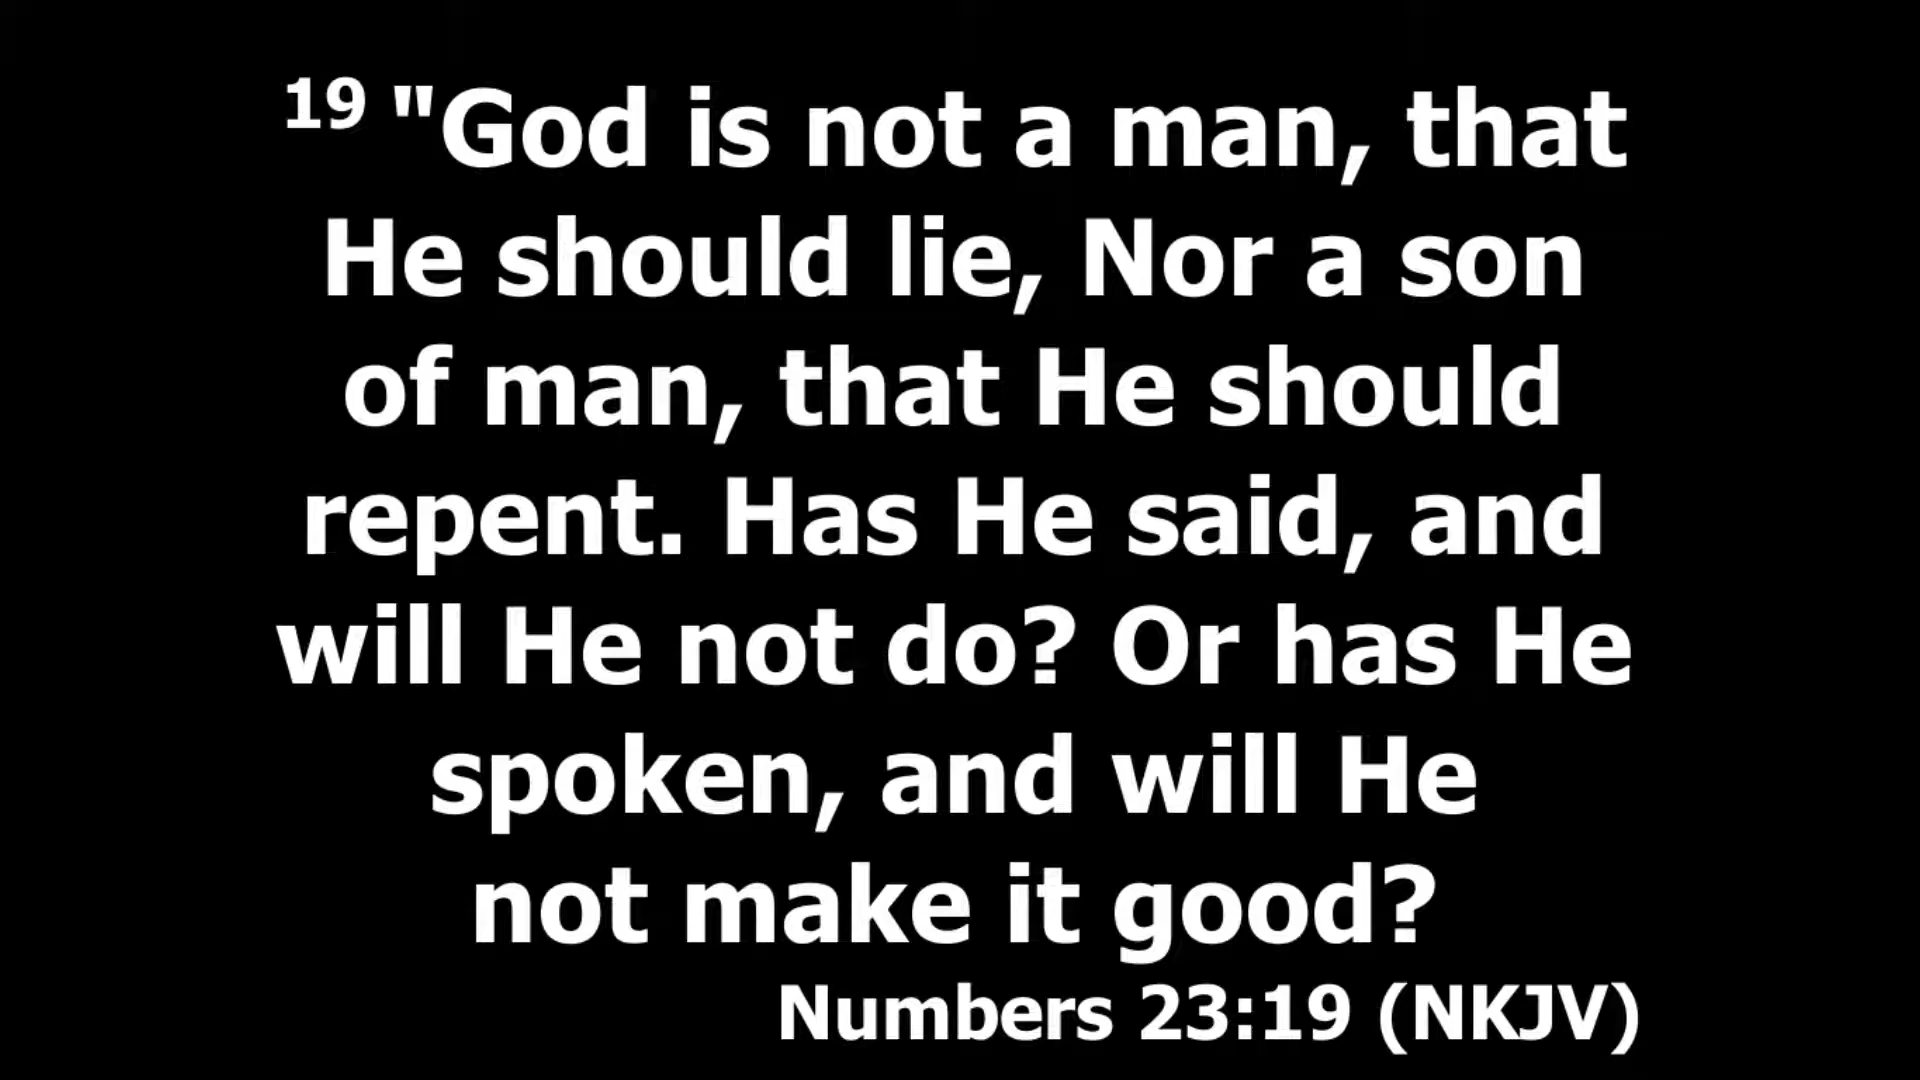 19 "God is not a man, that
He should lie, Nor a son
of man, that He should
repent. Has He said, and
will He not do? Or has He
spoken, and will He
not make it good?
Numbers 23:19 (NKJV)